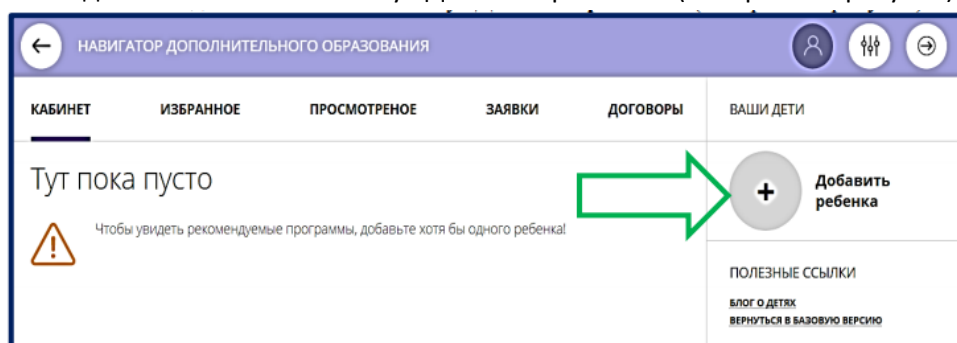 НАВИГАТОР ДОПОЛНИТЕЛЬНОГО ОБРАЗОВАНИЯ
КАБИНЕТ ИЗБРАННОЕ ПРОСМОТРЕНОЕ ЗАЯВКИ ДОГОВОРЫ
ВАШИ ДЕТИ
Тут пока пусто
Чтобы увидеть рекомендуемые программы, добавьте хотя бы одного ребенка!
Добавить
ребенка
ПОЛЕЗНЫЕ ССЫЛКИ
БЛОГ О ДЕТЯХ
ВЕРНУТЬСЯ В БАЗОВУЮ ВЕРСИЮ